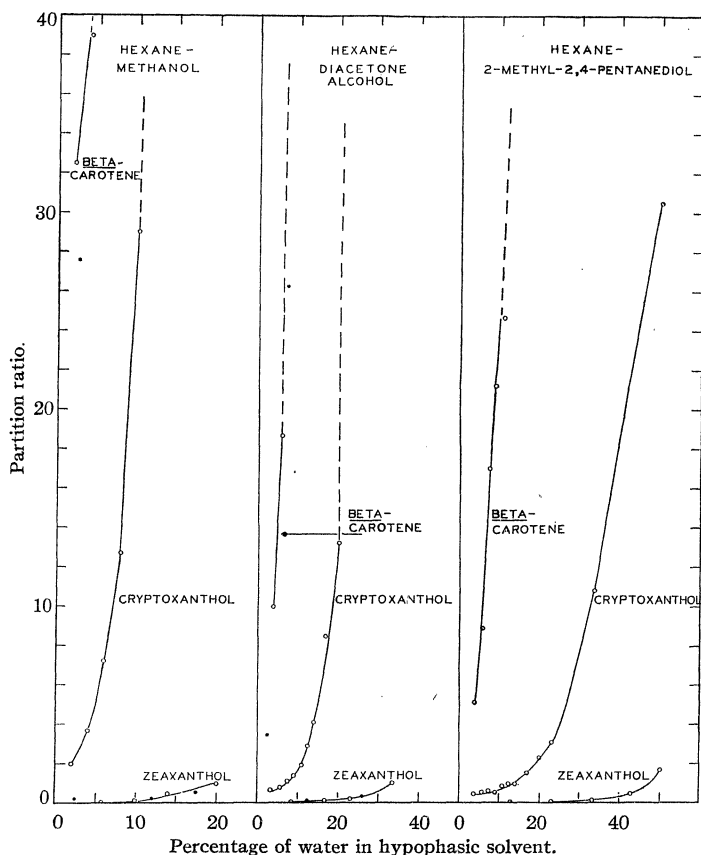 40
30
20
10
0
Partition ratio.
HEXANE-
METHANOL
BETA-
CAROTENE
CRYPTOXANTHOL
ZEAXANTHOL
HEXANE-
DIACETONE
ALCOHOL
BETA-
CAROTENE
CRYPTOXANTHOL
ZEAXANTHOL
HEXANE-
2-METHYL-2,4-PENTANEDIOL
BETA-
CAROTENE
CRYPTOXANTHOL
ZEAXANTHOL
0 10 20 0 20 40 0 20 40
Percentage of water in hypophasic solvent.